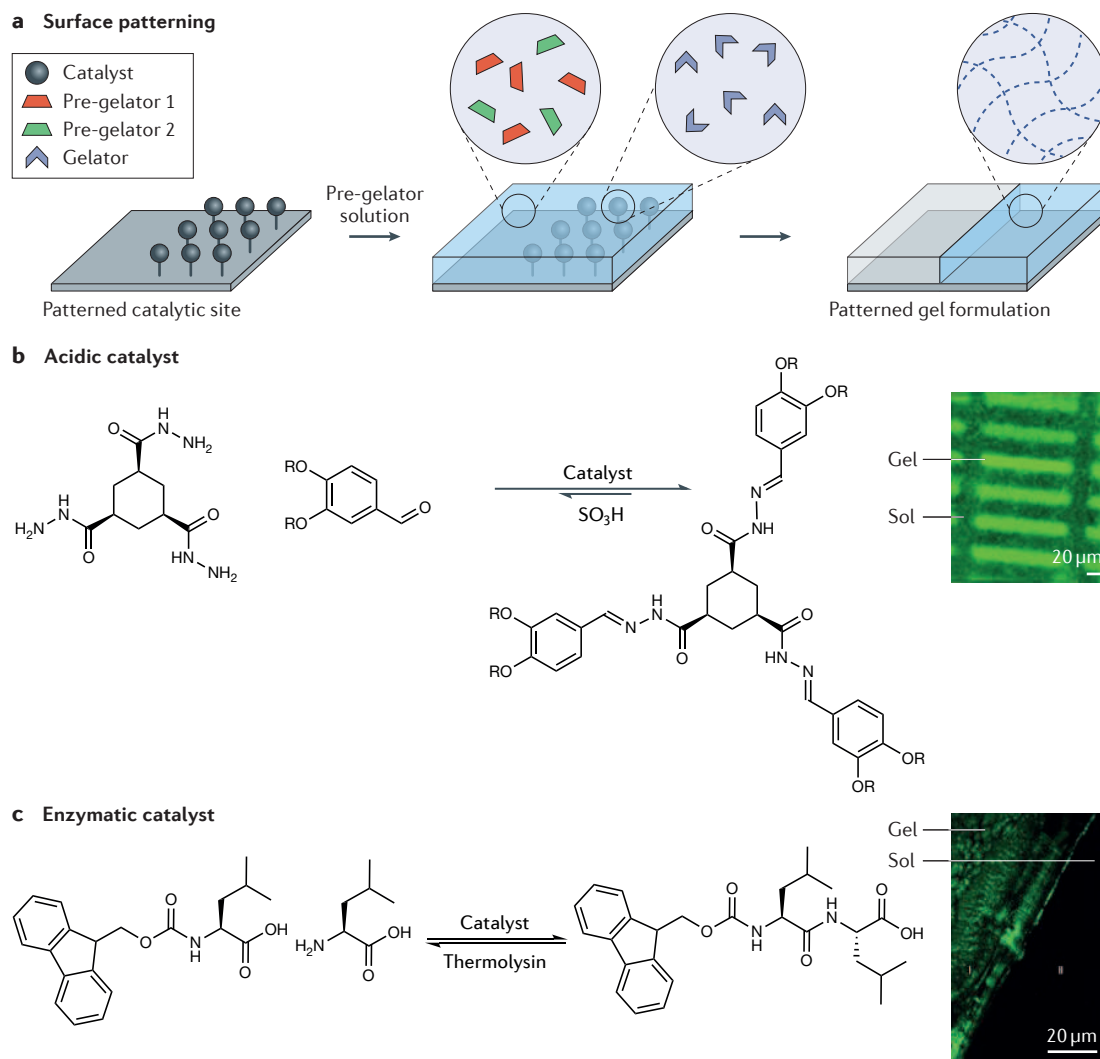 a Surface patterning
Catalyst
Pre-gelator 1
Pre-gelator 2
Gelator
Pre-gelator
solution
Patterned catalytic site
Patterned gel formulation
b Acidic catalyst
O
H
N
NH₂
H₂N
H
N
N
H
O
O
HN
N
H
NH₂
RO
RO
O
Catalyst
SO₃H
OR
OR
N
NH
O
RO
RO
N
H
N
O
O
HN
N
OR
OR
Gel
Sol
20 µm
c Enzymatic catalyst
O
O
N
H
OH
O
H₂N
OH
O
Catalyst
Thermolysin
O
O
N
H
O
H
N
O
OH
Gel
Sol
I
II
20 µm